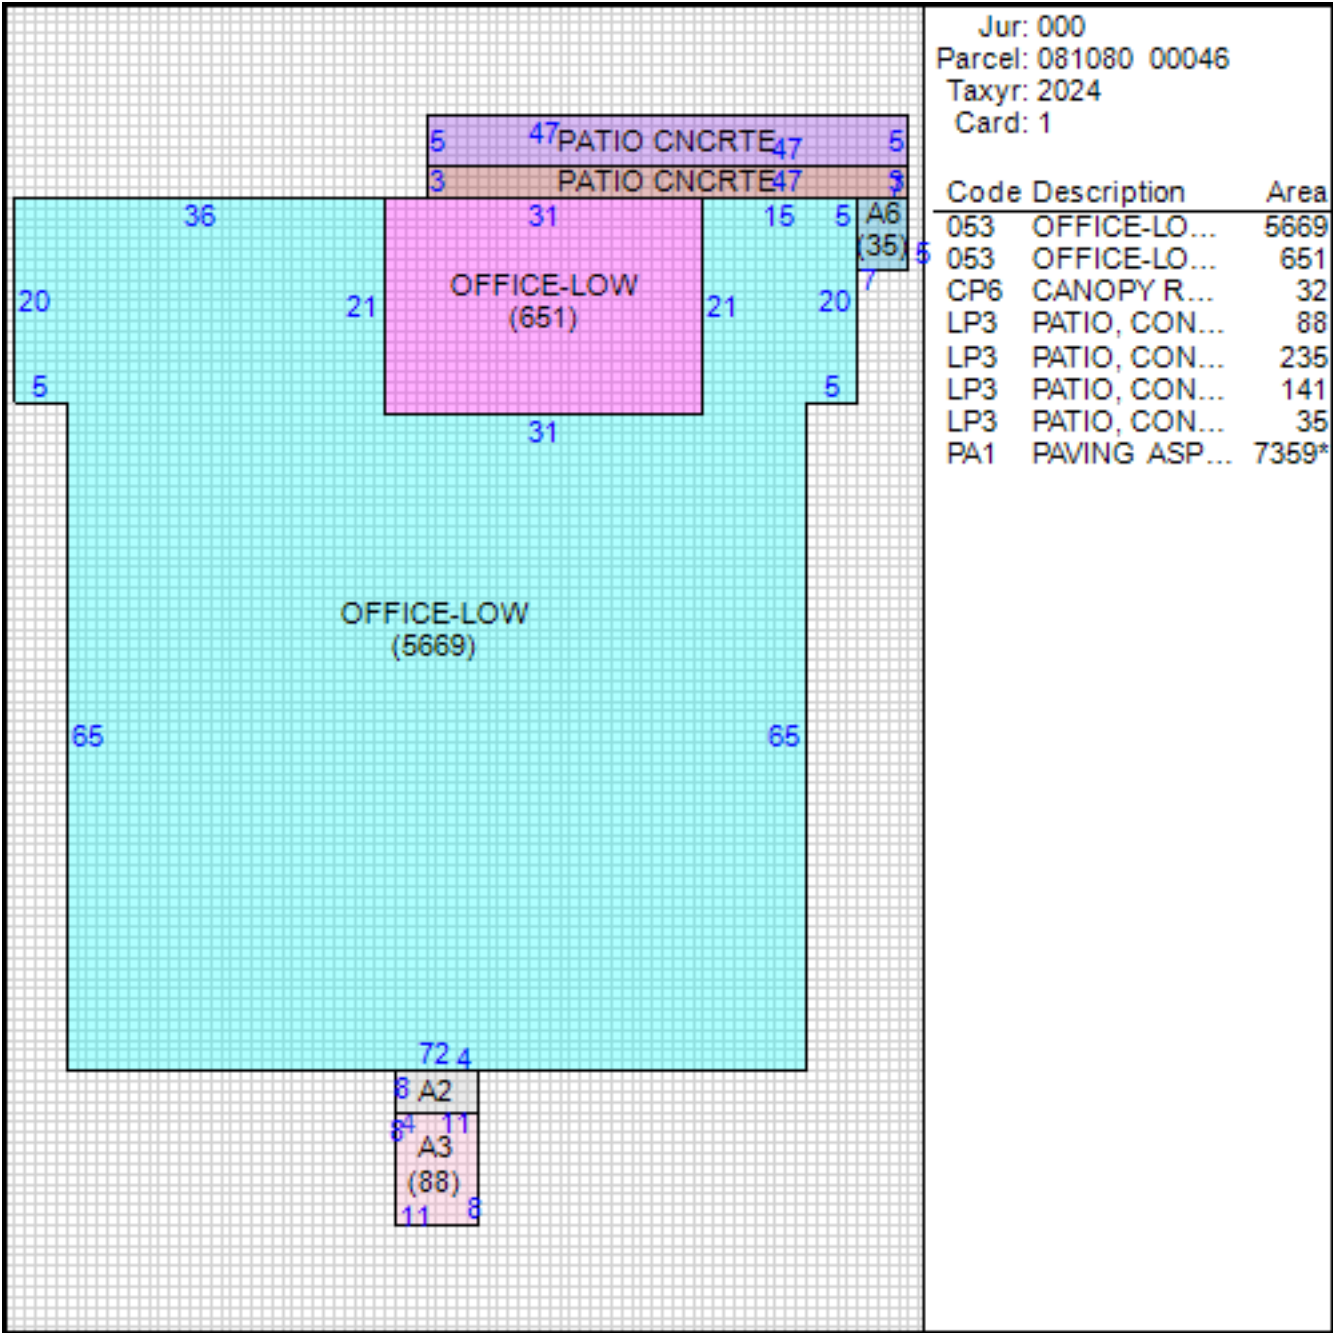 Jur: 000
Parcel: 081080 00046
Taxyr: 2024
Card: 1
Code Description Area
053 OFFICE-LO... 5669
053 OFFICE-LO... 651
CP6 CANOPY R... 32
LP3 PATIO, CON... 88
LP3 PATIO, CON... 235
LP3 PATIO, CON... 141
LP3 PATIO, CON... 35
PA1 PAVING ASP... 7359*
5 47 PATIO CNCRTE 47 5
3 PATIO CNCRTE 47 3
36 31 15 5 A6
(35) 5
7
OFFICE-LOW
(651)
20 21 21 20
5 5
31
OFFICE-LOW
(5669)
65 65
72 4
8 A2
8 4 11
A3
(88)
11 8